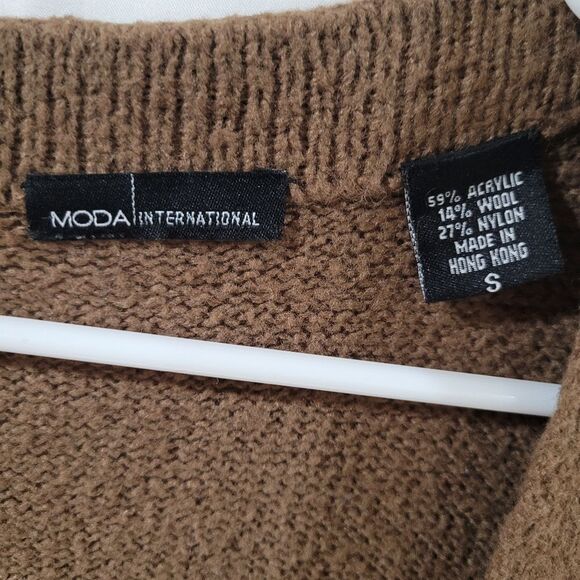 MODA INTERNATIONAL
59% ACRYLIC
14% WOOL
27% NYLON
MADE IN
HONG KONG
S